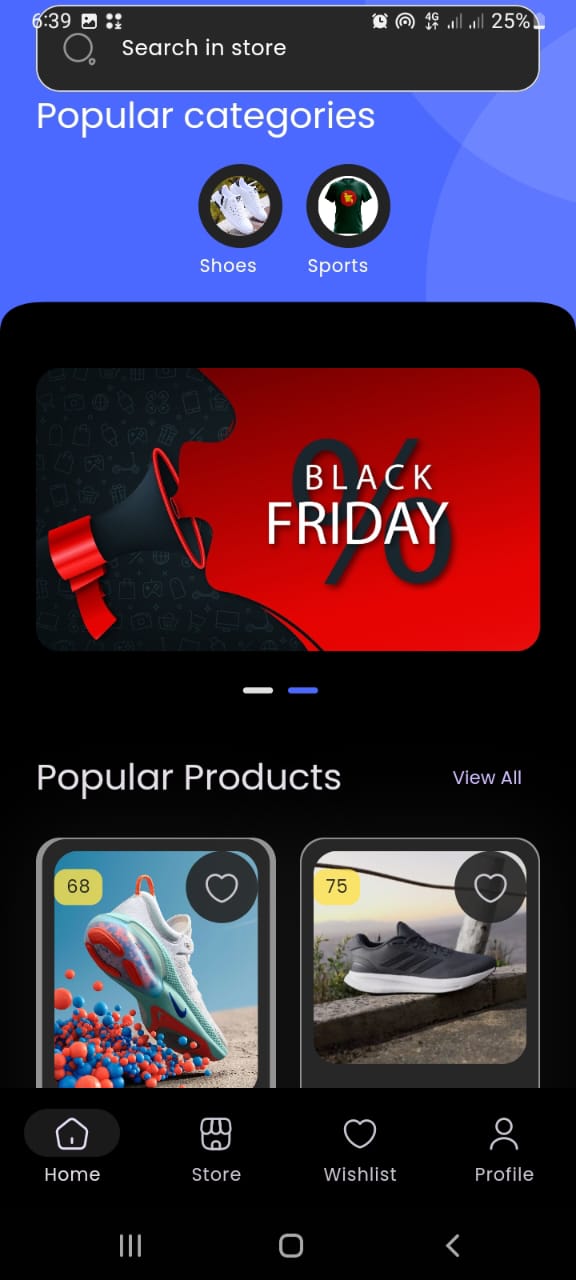 6:39
4G
25%
Search in store
Popular categories
Shoes
Sports
%
BLACK
FRIDAY
Popular Products
View All
68
75
Home
Store
Wishlist
Profile